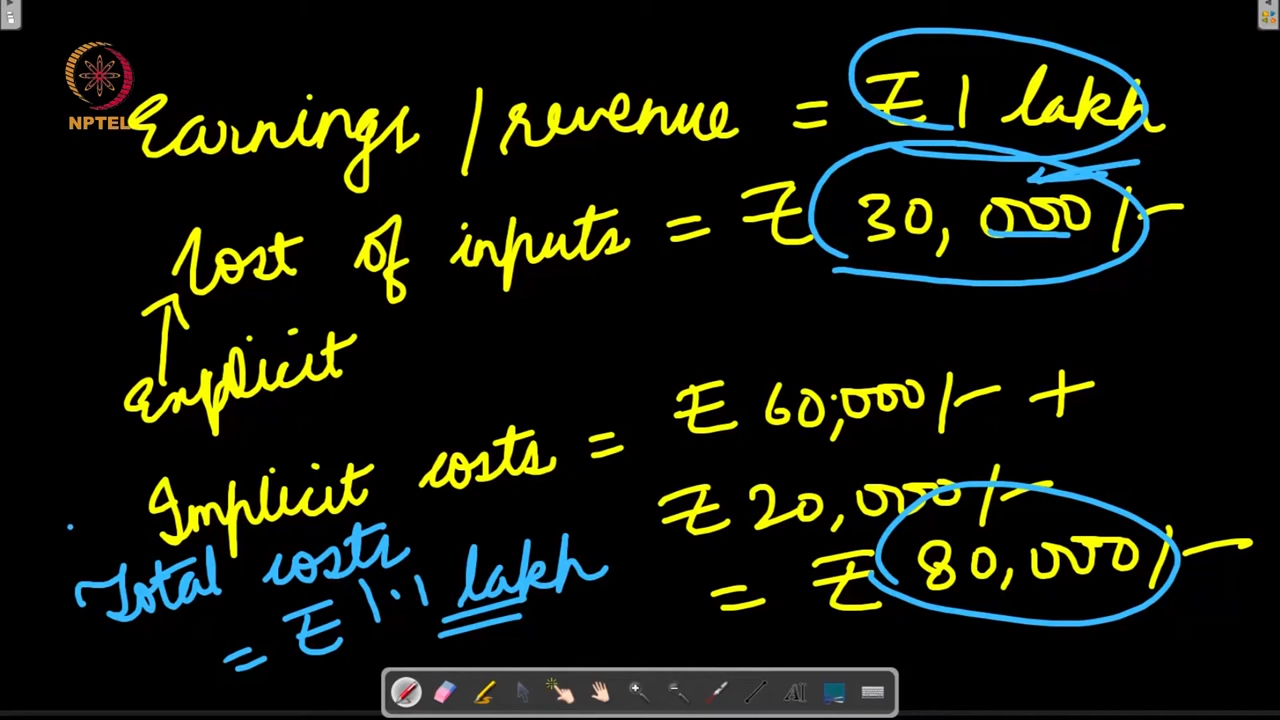 NPTEL
Earnings / revenue = ₹ 1 lakh
Cost of inputs = ₹ 30,000/-
Explicit
Implicit costs = ₹ 60,000/- +
₹ 20,000/-
= ₹ 80,000/-
Total costs
= ₹ 1.1 lakh
AI